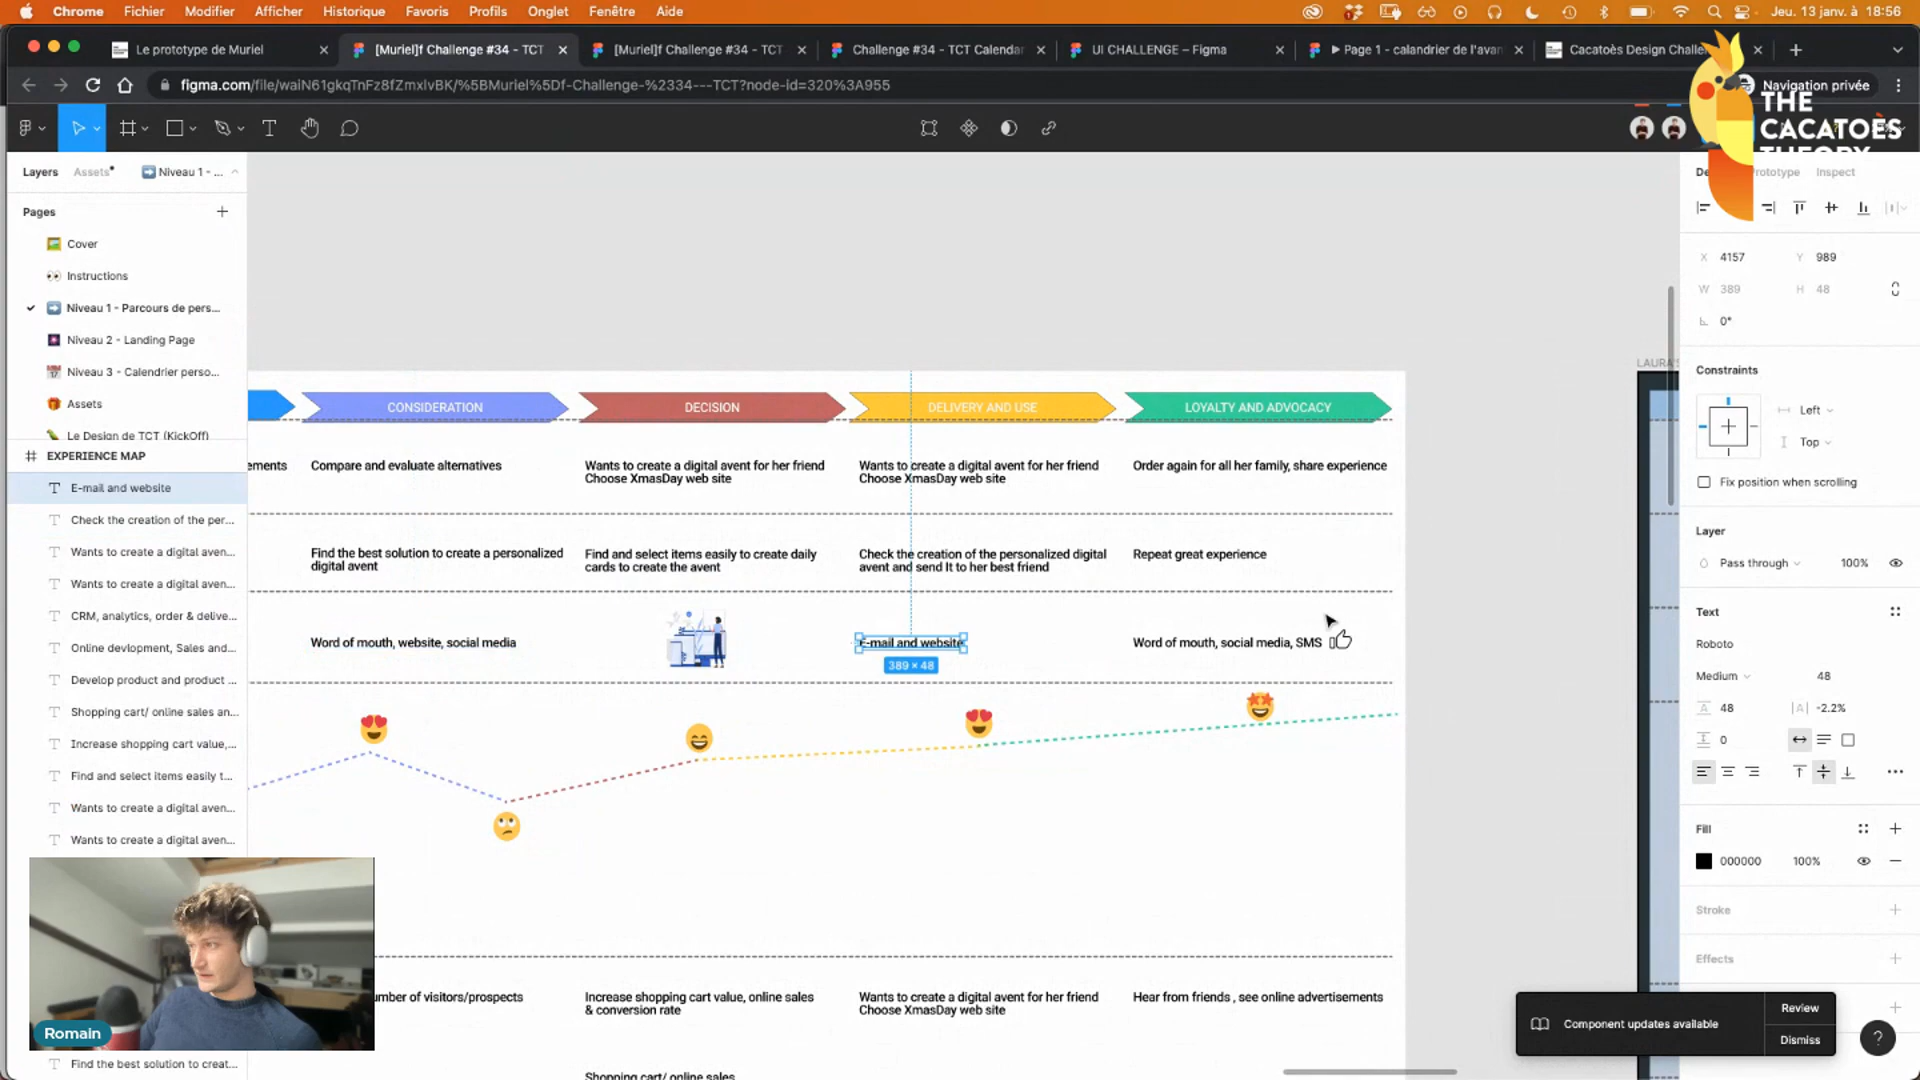 Chrome Fichier Modifier Afficher Historique Favoris Profils Onglet Fenêtre Aide Jeu. 13 janv. à 18:56
Le prototype de Muriel
[Muriel]f Challenge #34 - TCT
[Muriel]f Challenge #34 - TCT
Challenge #34 - TCT Calendar
UI CHALLENGE – Figma
Page 1 - calandrier de l'avan
Cacatoès Design Challe
figma.com/file/waiN61gkqTnFz8fZmxlvBK/%5BMuriel%5Df-Challenge-%2334---TCT?node-id=320%3A955
Navigation privée
THE
CACATOES
THEORY
Layers Assets Niveau 1 - ...
Prototype Inspect
Pages
Cover
Instructions
Niveau 1 - Parcours de pers...
Niveau 2 - Landing Page
Niveau 3 - Calendrier perso...
Assets
Le Design de TCT (KickOff)
EXPERIENCE MAP
E-mail and website
Check the creation of the per...
Wants to create a digital aven...
Wants to create a digital aven...
CRM, analytics, order & delive...
Online devlopment, Sales and...
Develop product and product ...
Shopping cart/ online sales an...
Increase shopping cart value,...
Find and select items easily t...
Wants to create a digital aven...
Wants to create a digital aven...
Find the best solution to creat...
Romain
CONSIDERATION DECISION DELIVERY AND USE LOYALTY AND ADVOCACY
ements
Compare and evaluate alternatives
Wants to create a digital avent for her friend
Choose XmasDay web site
Wants to create a digital avent for her friend
Choose XmasDay web site
Order again for all her family, share experience
Find the best solution to create a personalized
digital avent
Find and select items easily to create daily
cards to create the avent
Check the creation of the personalized digital
avent and send It to her best friend
Repeat great experience
Word of mouth, website, social media
E-mail and website
389 × 48
Word of mouth, social media, SMS
umber of visitors/prospects
Increase shopping cart value, online sales
& conversion rate
Wants to create a digital avent for her friend
Choose XmasDay web site
Hear from friends , see online advertisements
Shopping cart/ online sales
LAURA'S
X 4157 Y 989
W 389 H 48
0°
Constraints
Left
Top
Fix position when scrolling
Layer
Pass through 100%
Text
Roboto
Medium 48
48 -2.2%
0
Fill
000000 100%
Stroke
Effects
Component updates available
Review
Dismiss
?